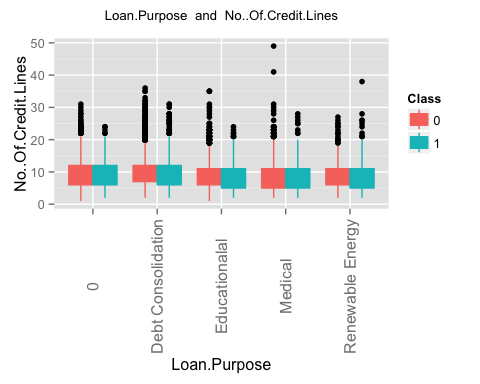 Loan.Purpose and No..Of.Credit.Lines
No..Of.Credit.Lines
50
40
30
20
10
0
0
Debt Consolidation
Educationalal
Medical
Renewable Energy
Loan.Purpose
Class
0
1